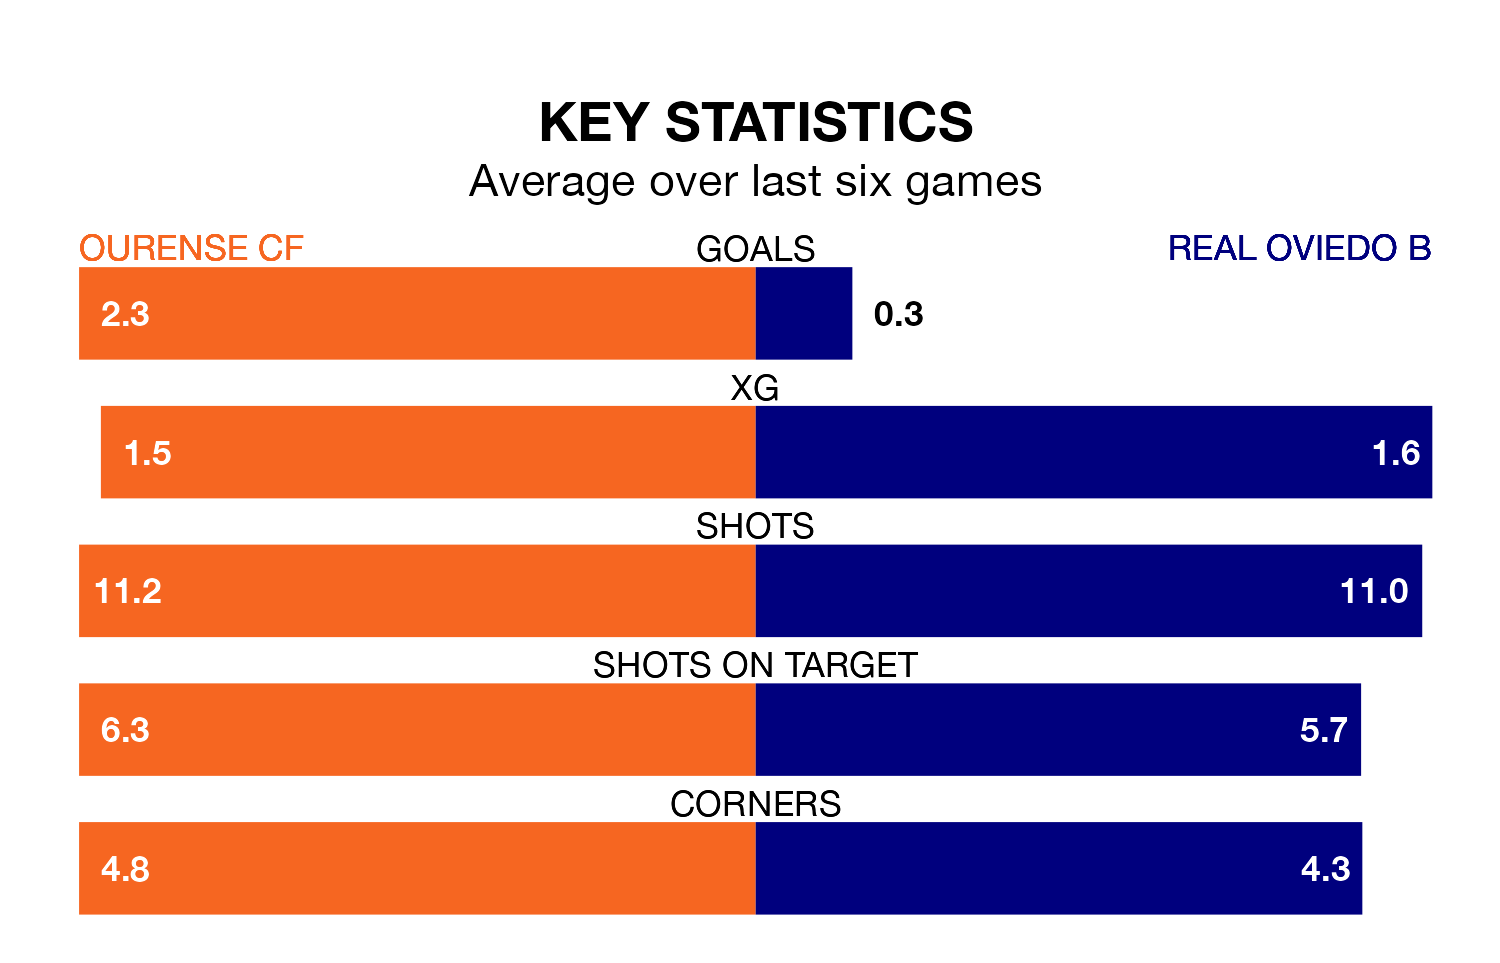 KEY STATISTICS
Average over last six games
OURENSE CF GOALS REAL OVIEDO B
2.3 0.3
XG
1.5 1.6
SHOTS
11.2 11.0
SHOTS ON TARGET
6.3 5.7
CORNERS
4.8 4.3